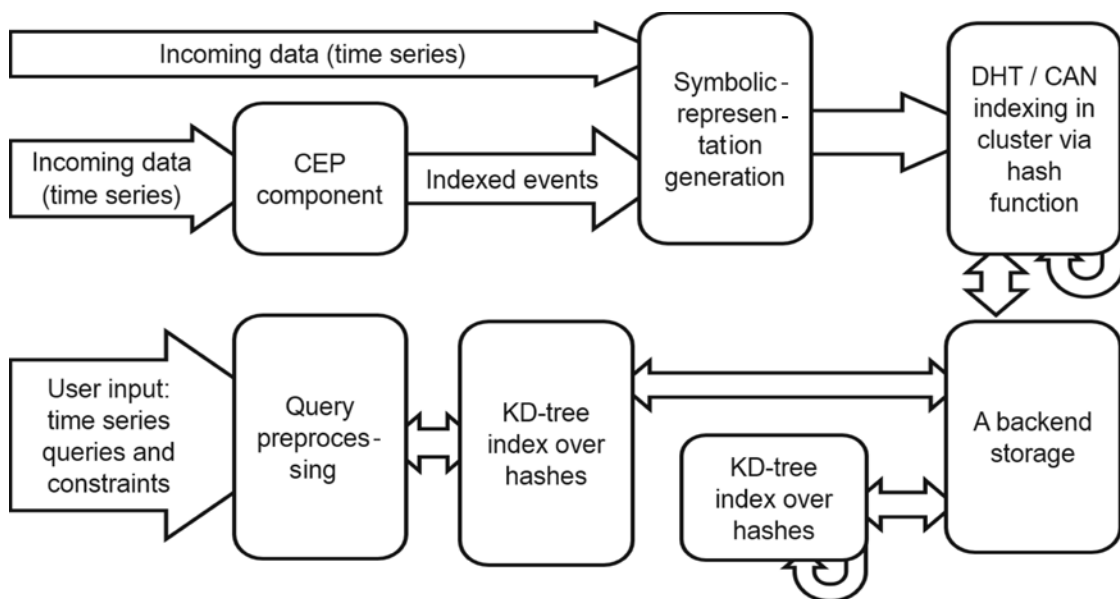 Incoming data (time series)
Symbolic-
represen-
tation
generation
DHT / CAN
indexing in
cluster via
hash
function
Incoming data
(time series)
CEP
component
Indexed events
User input:
time series
queries and
constraints
Query
preproces-
sing
KD-tree
index over
hashes
KD-tree
index over
hashes
A backend
storage